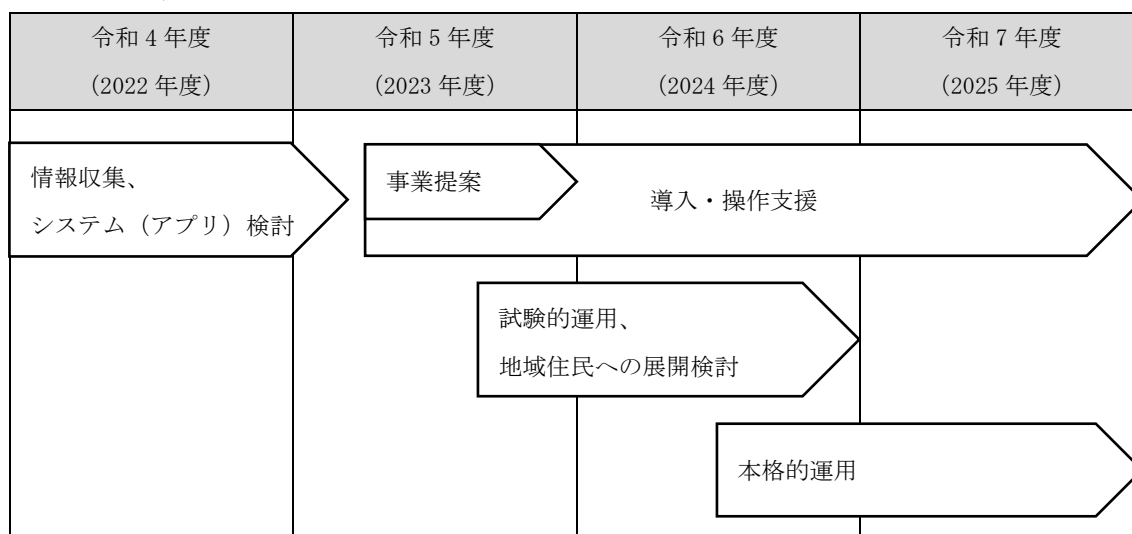 令和４年度
（2022 年度）
令和５年度
（2023 年度）
令和６年度
（2024 年度）
令和７年度
（2025 年度）
情報収集、
システム（アプリ）検討
事業提案
導入・操作支援
試験的運用、
地域住民への展開検討
本格的運用